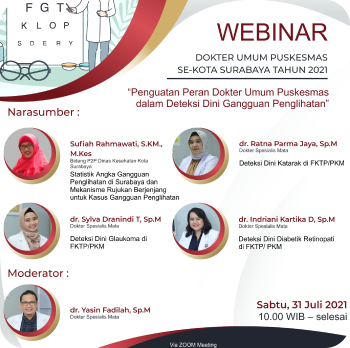 F G T
K L O P
S D E R Y
WEBINAR
DOKTER UMUM PUSKESMAS
SE-KOTA SURABAYA TAHUN 2021
"Penguatan Peran Dokter Umum Puskesmas
dalam Deteksi Dini Gangguan Penglihatan"
Narasumber :
Sufiah Rahmawati, S.KM.,
M.Kes
Bidang P2P Dinas Kesehatan Kota
Surabaya
Statistik Angka Gangguan
Penglihatan di Surabaya dan
Mekanisme Rujukan Berjenjang
untuk Kasus Gangguan Penglihatan
dr. Ratna Parma Jaya, Sp.M
Dokter Spesialis Mata
Deteksi Dini Katarak di FKTP/PKM
dr. Sylva Dranindi T, Sp.M
Dokter Spesialis Mata
Deteksi Dini Glaukoma di
FKTP/PKM
dr. Indriani Kartika D, Sp.M
Dokter Spesialis Mata
Deteksi Dini Diabetik Retinopati
di FKTP/ PKM
Moderator :
dr. Yasin Fadilah, Sp.M
Dokter Spesialis Mata
Sabtu, 31 Juli 2021
10.00 WIB – selesai
Via ZOOM Meeting